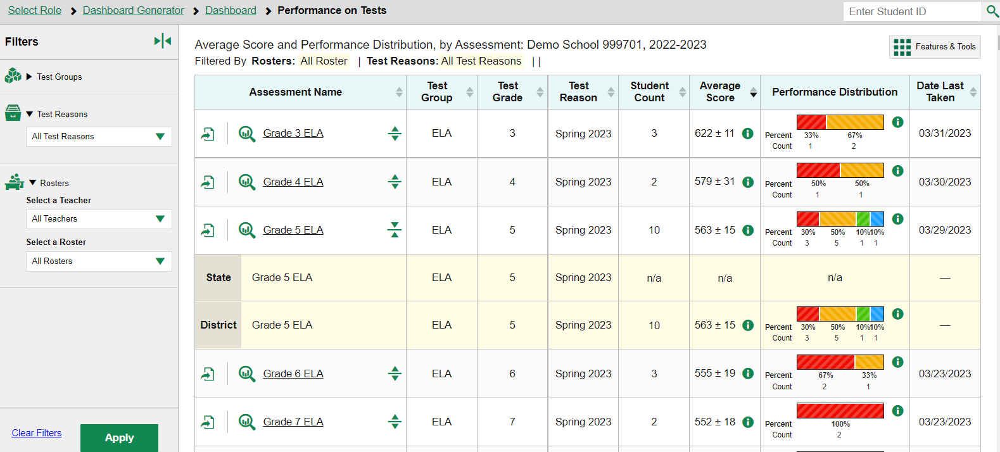 Select Role > Dashboard Generator > Dashboard > Performance on Tests
Enter Student ID
Filters
Test Groups
Test Reasons
All Test Reasons
Rosters
Select a Teacher
All Teachers
Select a Roster
All Rosters
Clear Filters
Apply
Average Score and Performance Distribution, by Assessment: Demo School 999701, 2022-2023
Filtered By Rosters: All Roster | Test Reasons: All Test Reasons | |
Features & Tools
Assessment Name Test Group Test Grade Test Reason Student Count Average Score Performance Distribution Date Last Taken
Grade 3 ELA ELA 3 Spring 2023 3 622 ± 11 03/31/2023
Percent 33% 67%
Count 1 2
Grade 4 ELA ELA 4 Spring 2023 2 579 ± 31 03/30/2023
Percent 50% 50%
Count 1 1
Grade 5 ELA ELA 5 Spring 2023 10 563 ± 15 03/29/2023
Percent 30% 50% 10% 10%
Count 3 5 1 1
State Grade 5 ELA ELA 5 Spring 2023 n/a n/a n/a —
District Grade 5 ELA ELA 5 Spring 2023 10 563 ± 15 —
Percent 30% 50% 10% 10%
Count 3 5 1 1
Grade 6 ELA ELA 6 Spring 2023 3 555 ± 19 03/23/2023
Percent 67% 33%
Count 2 1
Grade 7 ELA ELA 7 Spring 2023 2 552 ± 18 03/23/2023
Percent 100%
Count 2